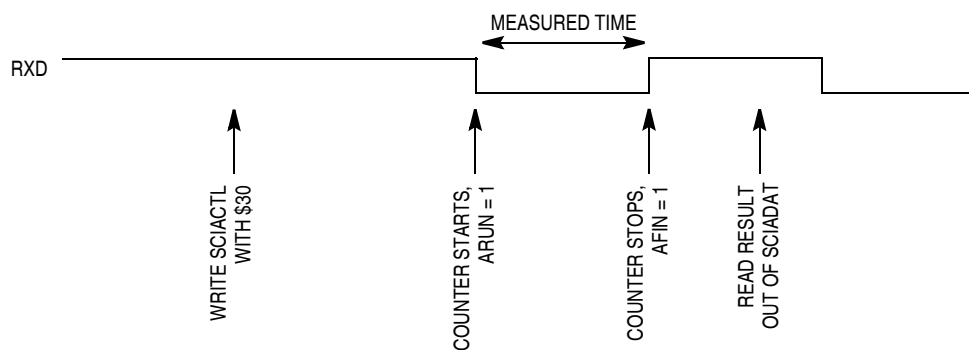 MEASURED TIME
RXD
WRITE SCIACTL
WITH $30
COUNTER STARTS,
ARUN = 1
COUNTER STOPS,
AFIN = 1
READ RESULT
OUT OF SCIADAT